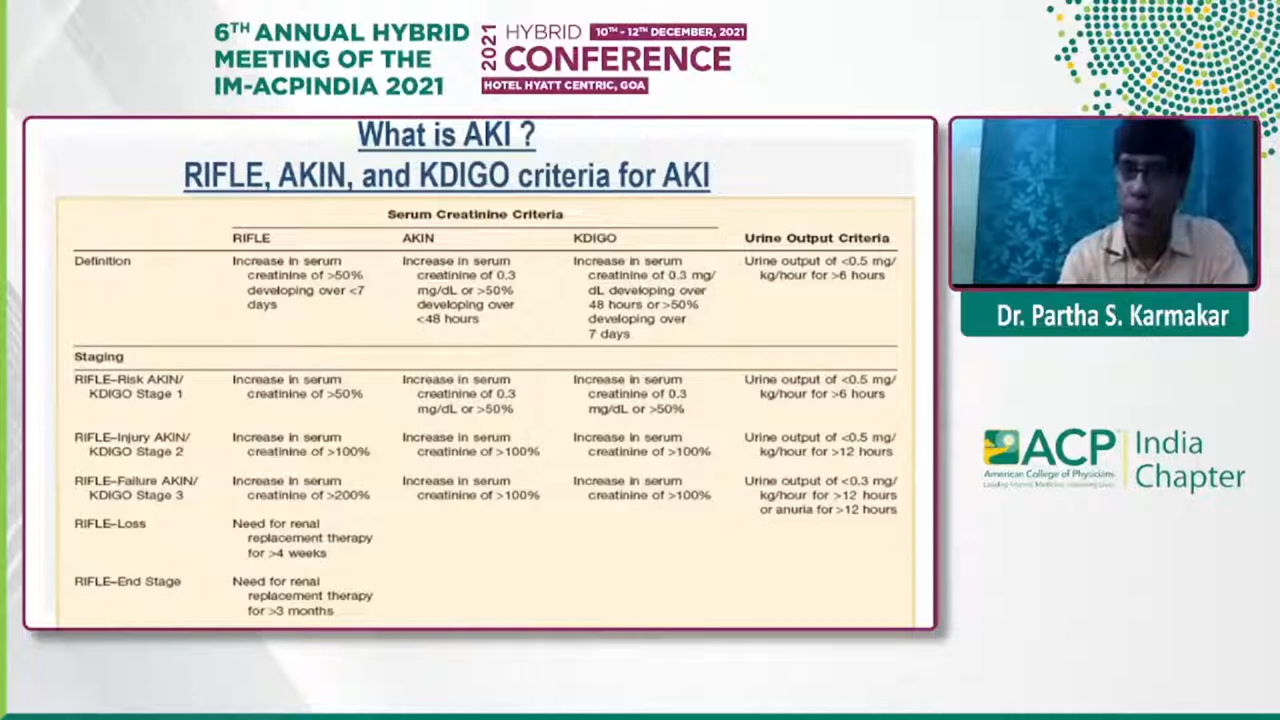 6TH ANNUAL HYBRID
MEETING OF THE
IM-ACPINDIA 2021
2021
HYBRID 10TH - 12TH DECEMBER, 2021
CONFERENCE
HOTEL HYATT CENTRIC, GOA
What is AKI ?
RIFLE, AKIN, and KDIGO criteria for AKI
Serum Creatinine Criteria
RIFLE AKIN KDIGO Urine Output Criteria
Definition
Increase in serum
creatinine of >50%
developing over <7
days
Increase in serum
creatinine of 0.3
mg/dL or >50%
developing over
<48 hours
Increase in serum
creatinine of 0.3 mg/
dL developing over
48 hours or >50%
developing over
7 days
Urine output of <0.5 mg/
kg/hour for >6 hours
Staging
RIFLE–Risk AKIN/
KDIGO Stage 1
Increase in serum
creatinine of >50%
Increase in serum
creatinine of 0.3
mg/dL or >50%
Increase in serum
creatinine of 0.3
mg/dL or >50%
Urine output of <0.5 mg/
kg/hour for >6 hours
RIFLE–Injury AKIN/
KDIGO Stage 2
Increase in serum
creatinine of >100%
Increase in serum
creatinine of >100%
Increase in serum
creatinine of >100%
Urine output of <0.5 mg/
kg/hour for >12 hours
RIFLE–Failure AKIN/
KDIGO Stage 3
Increase in serum
creatinine of >200%
Increase in serum
creatinine of >100%
Increase in serum
creatinine of >100%
Urine output of <0.3 mg/
kg/hour for >12 hours
or anuria for >12 hours
RIFLE–Loss
Need for renal
replacement therapy
for >4 weeks
RIFLE–End Stage
Need for renal
replacement therapy
for >3 months
Dr. Partha S. Karmakar
ACP
American College of Physicians
India
Chapter